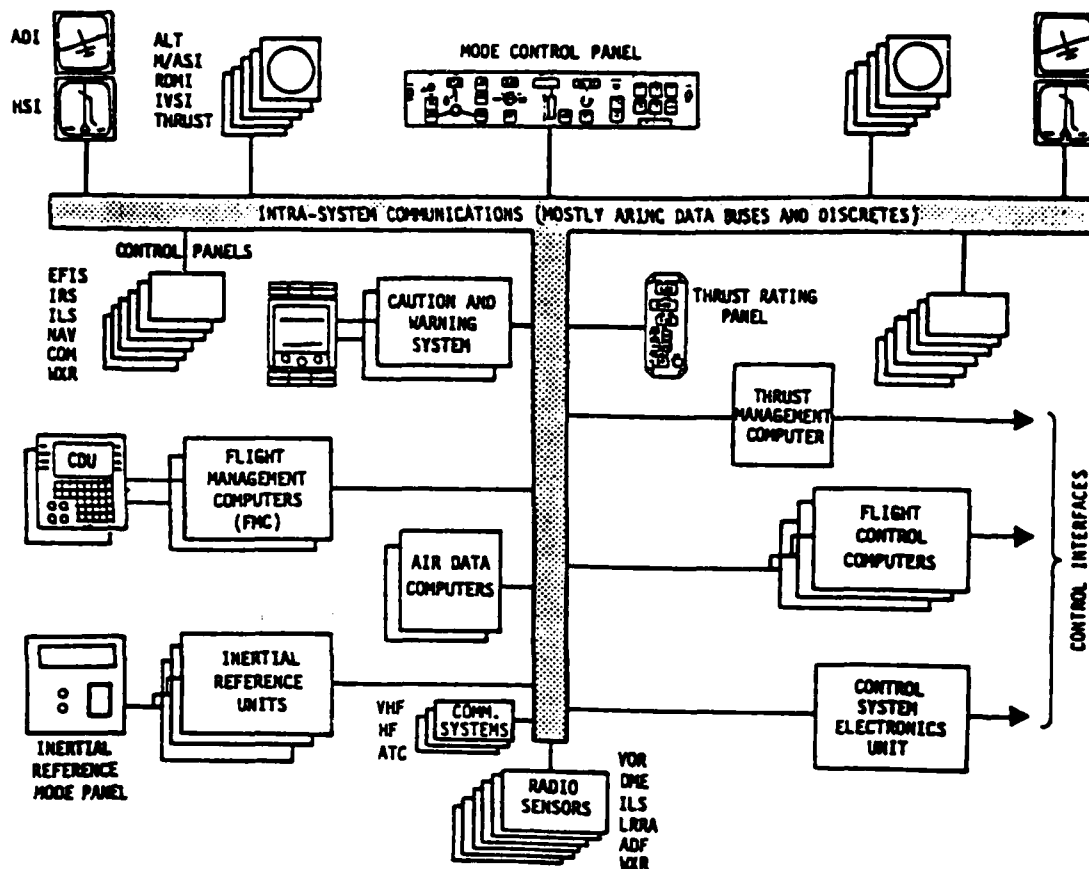 ADI
HSI
ALT
M/ASI
RDMI
IVSI
THRUST
MODE CONTROL PANEL
INTRA-SYSTEM COMMUNICATIONS (MOSTLY ARINC DATA BUSES AND DISCRETES)
CONTROL PANELS
EFIS
IRS
ILS
NAV
COM
WXR
CAUTION AND
WARNING
SYSTEM
THRUST RATING
PANEL
THRUST
MANAGEMENT
COMPUTER
CDU
FLIGHT
MANAGEMENT
COMPUTERS
(FMC)
AIR DATA
COMPUTERS
FLIGHT
CONTROL
COMPUTERS
CONTROL INTERFACES
INERTIAL
REFERENCE
UNITS
INERTIAL
REFERENCE
MODE PANEL
VHF
HF
ATC
COMM.
SYSTEMS
CONTROL
SYSTEM
ELECTRONICS
UNIT
RADIO
SENSORS
VOR
DME
ILS
LRRA
ADF
WXR